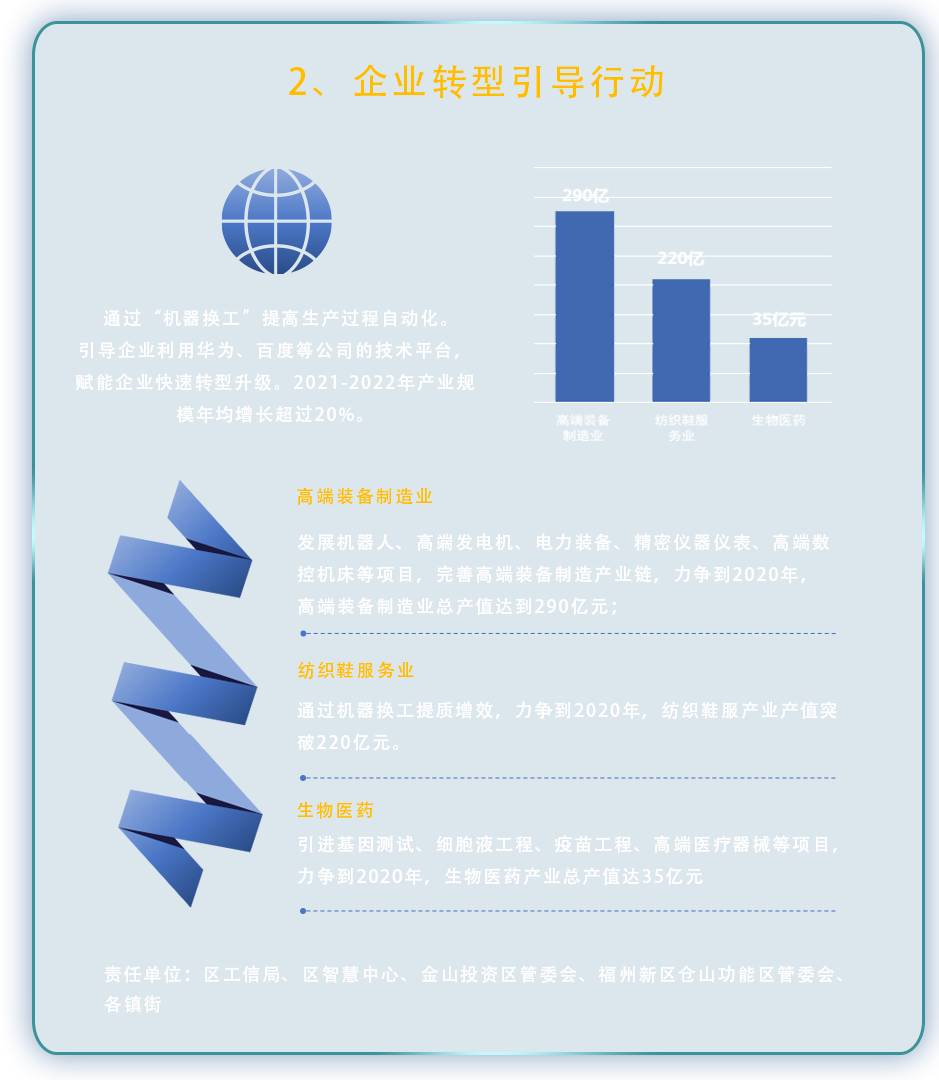 2、企业转型引导行动
通过“机器换工”提高生产过程自动化。
引导企业利用华为、百度等公司的技术平台，
赋能企业快速转型升级。2021-2022年产业规
模年均增长超过20%。
290亿
220亿
35亿元
高端装备
制造业
纺织鞋服
务业
生物医药
高端装备制造业
发展机器人、高端发电机、电力装备、精密仪器仪表、高端数
控机床等项目，完善高端装备制造产业链，力争到2020年，
高端装备制造业总产值达到290亿元；
纺织鞋服务业
通过机器换工提质增效，力争到2020年，纺织鞋服产业产值突
破220亿元。
生物医药
引进基因测试、细胞液工程、疫苗工程、高端医疗器械等项目，
力争到2020年，生物医药产业总产值达35亿元
责任单位：区工信局、区智慧中心、金山投资区管委会、福州新区仓山功能区管委会、
各镇街